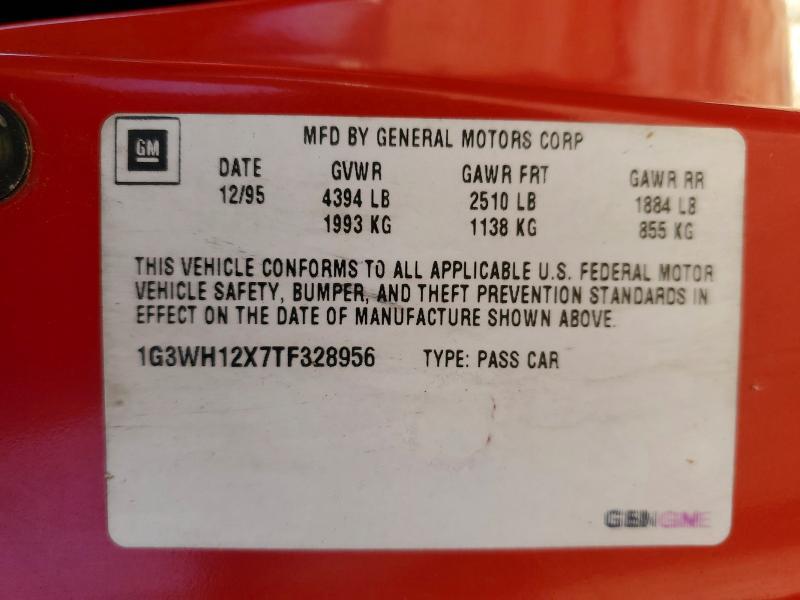 GM
MFD BY GENERAL MOTORS CORP
DATE GVWR GAWR FRT GAWR RR
12/95 4394 LB 2510 LB 1884 LB
1993 KG 1138 KG 855 KG
THIS VEHICLE CONFORMS TO ALL APPLICABLE U.S. FEDERAL MOTOR
VEHICLE SAFETY, BUMPER, AND THEFT PREVENTION STANDARDS IN
EFFECT ON THE DATE OF MANUFACTURE SHOWN ABOVE.
1G3WH12X7TF328956 TYPE: PASS CAR